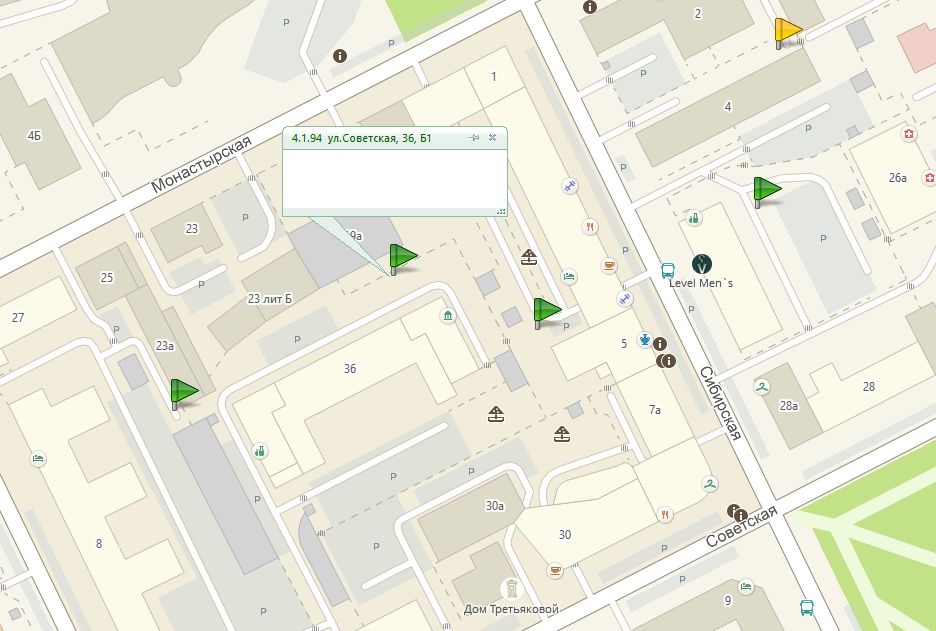 2
P
P
1
4
4Б
P
P
P
26а
Монастырская
4.1.94 ул.Советская, 36, Б1
P
P
23
9а
P
P
25
P
Level Men`s
23 лит Б
P
27
P
P
P
23а
5
36
28
28а
7а
Сибирская
P
P
P
30а
Советская
30
8
P
P
P
9
Дом Третьяковой
P